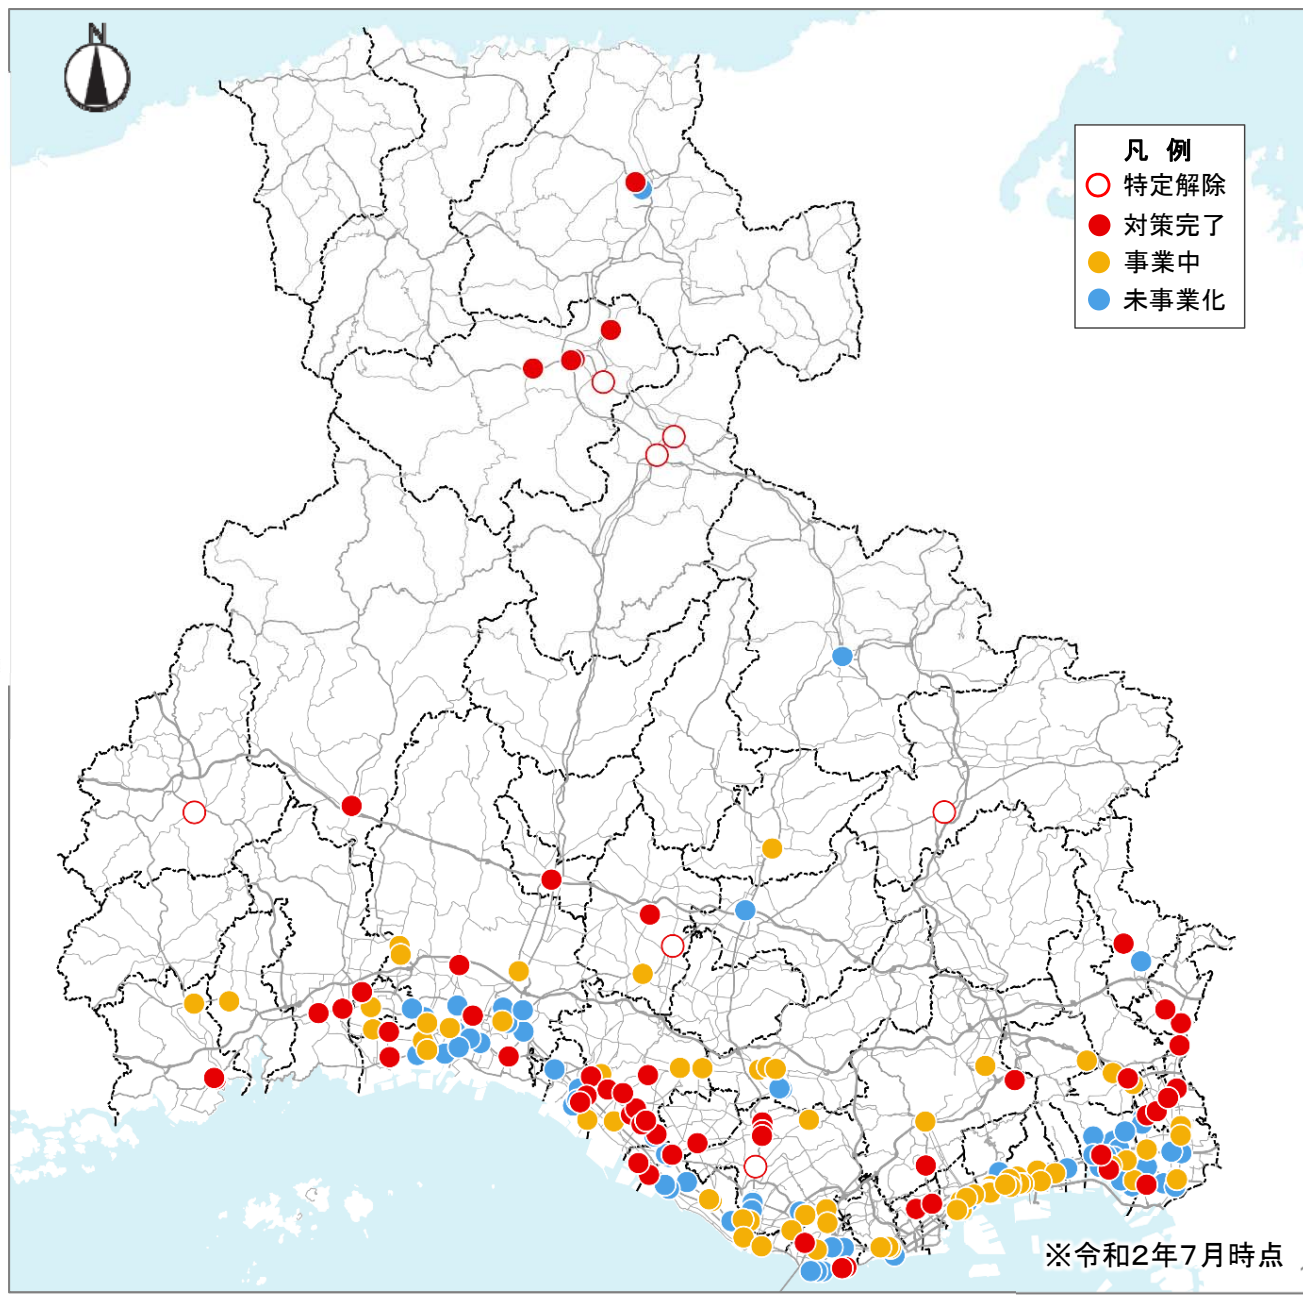 N
凡 例
特定解除
対策完了
事業中
未事業化
※令和2年7月時点